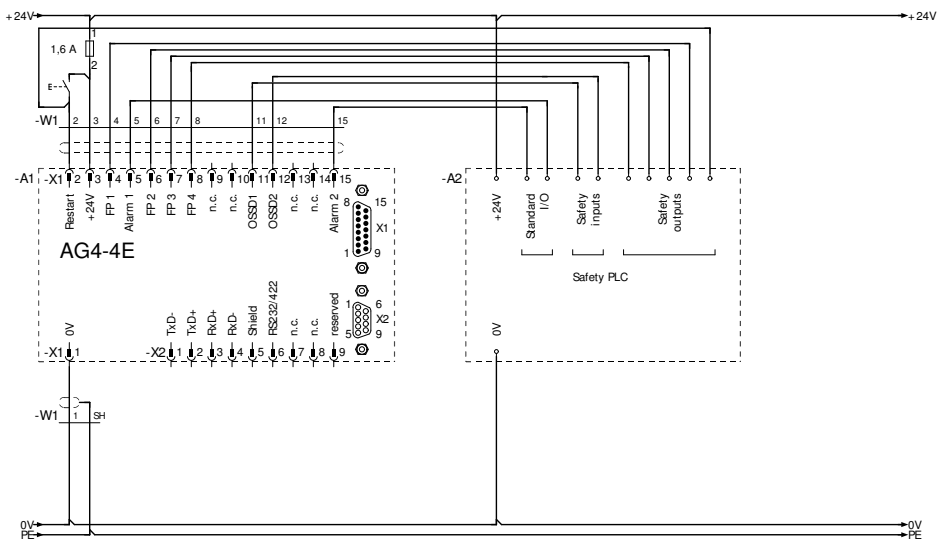 +24V
+24V
1
1,6 A
2
E
-W1
2
3
4
5
6
7
8
11
12
15
-A1
-X1
2
3
4
5
6
7
8
9
10
11
12
13
14
15
-A2
Restart
+24V
FP 1
Alarm 1
FP 2
FP 3
FP 4
n.c.
n.c.
OSSD1
OSSD2
n.c.
n.c.
Alarm 2
8
15
X1
1
9
+24V
Standard
I/O
Safety
inputs
Safety
outputs
AG4-4E
Safety PLC
0V
TxD-
TxD+
RxD+
RxD-
Shield
RS232/422
n.c.
n.c.
reserved
1
6
X2
5
9
0V
-X1
1
-X2
1
2
3
4
5
6
7
8
9
-W1
1
SH
0V
0V
PE
PE